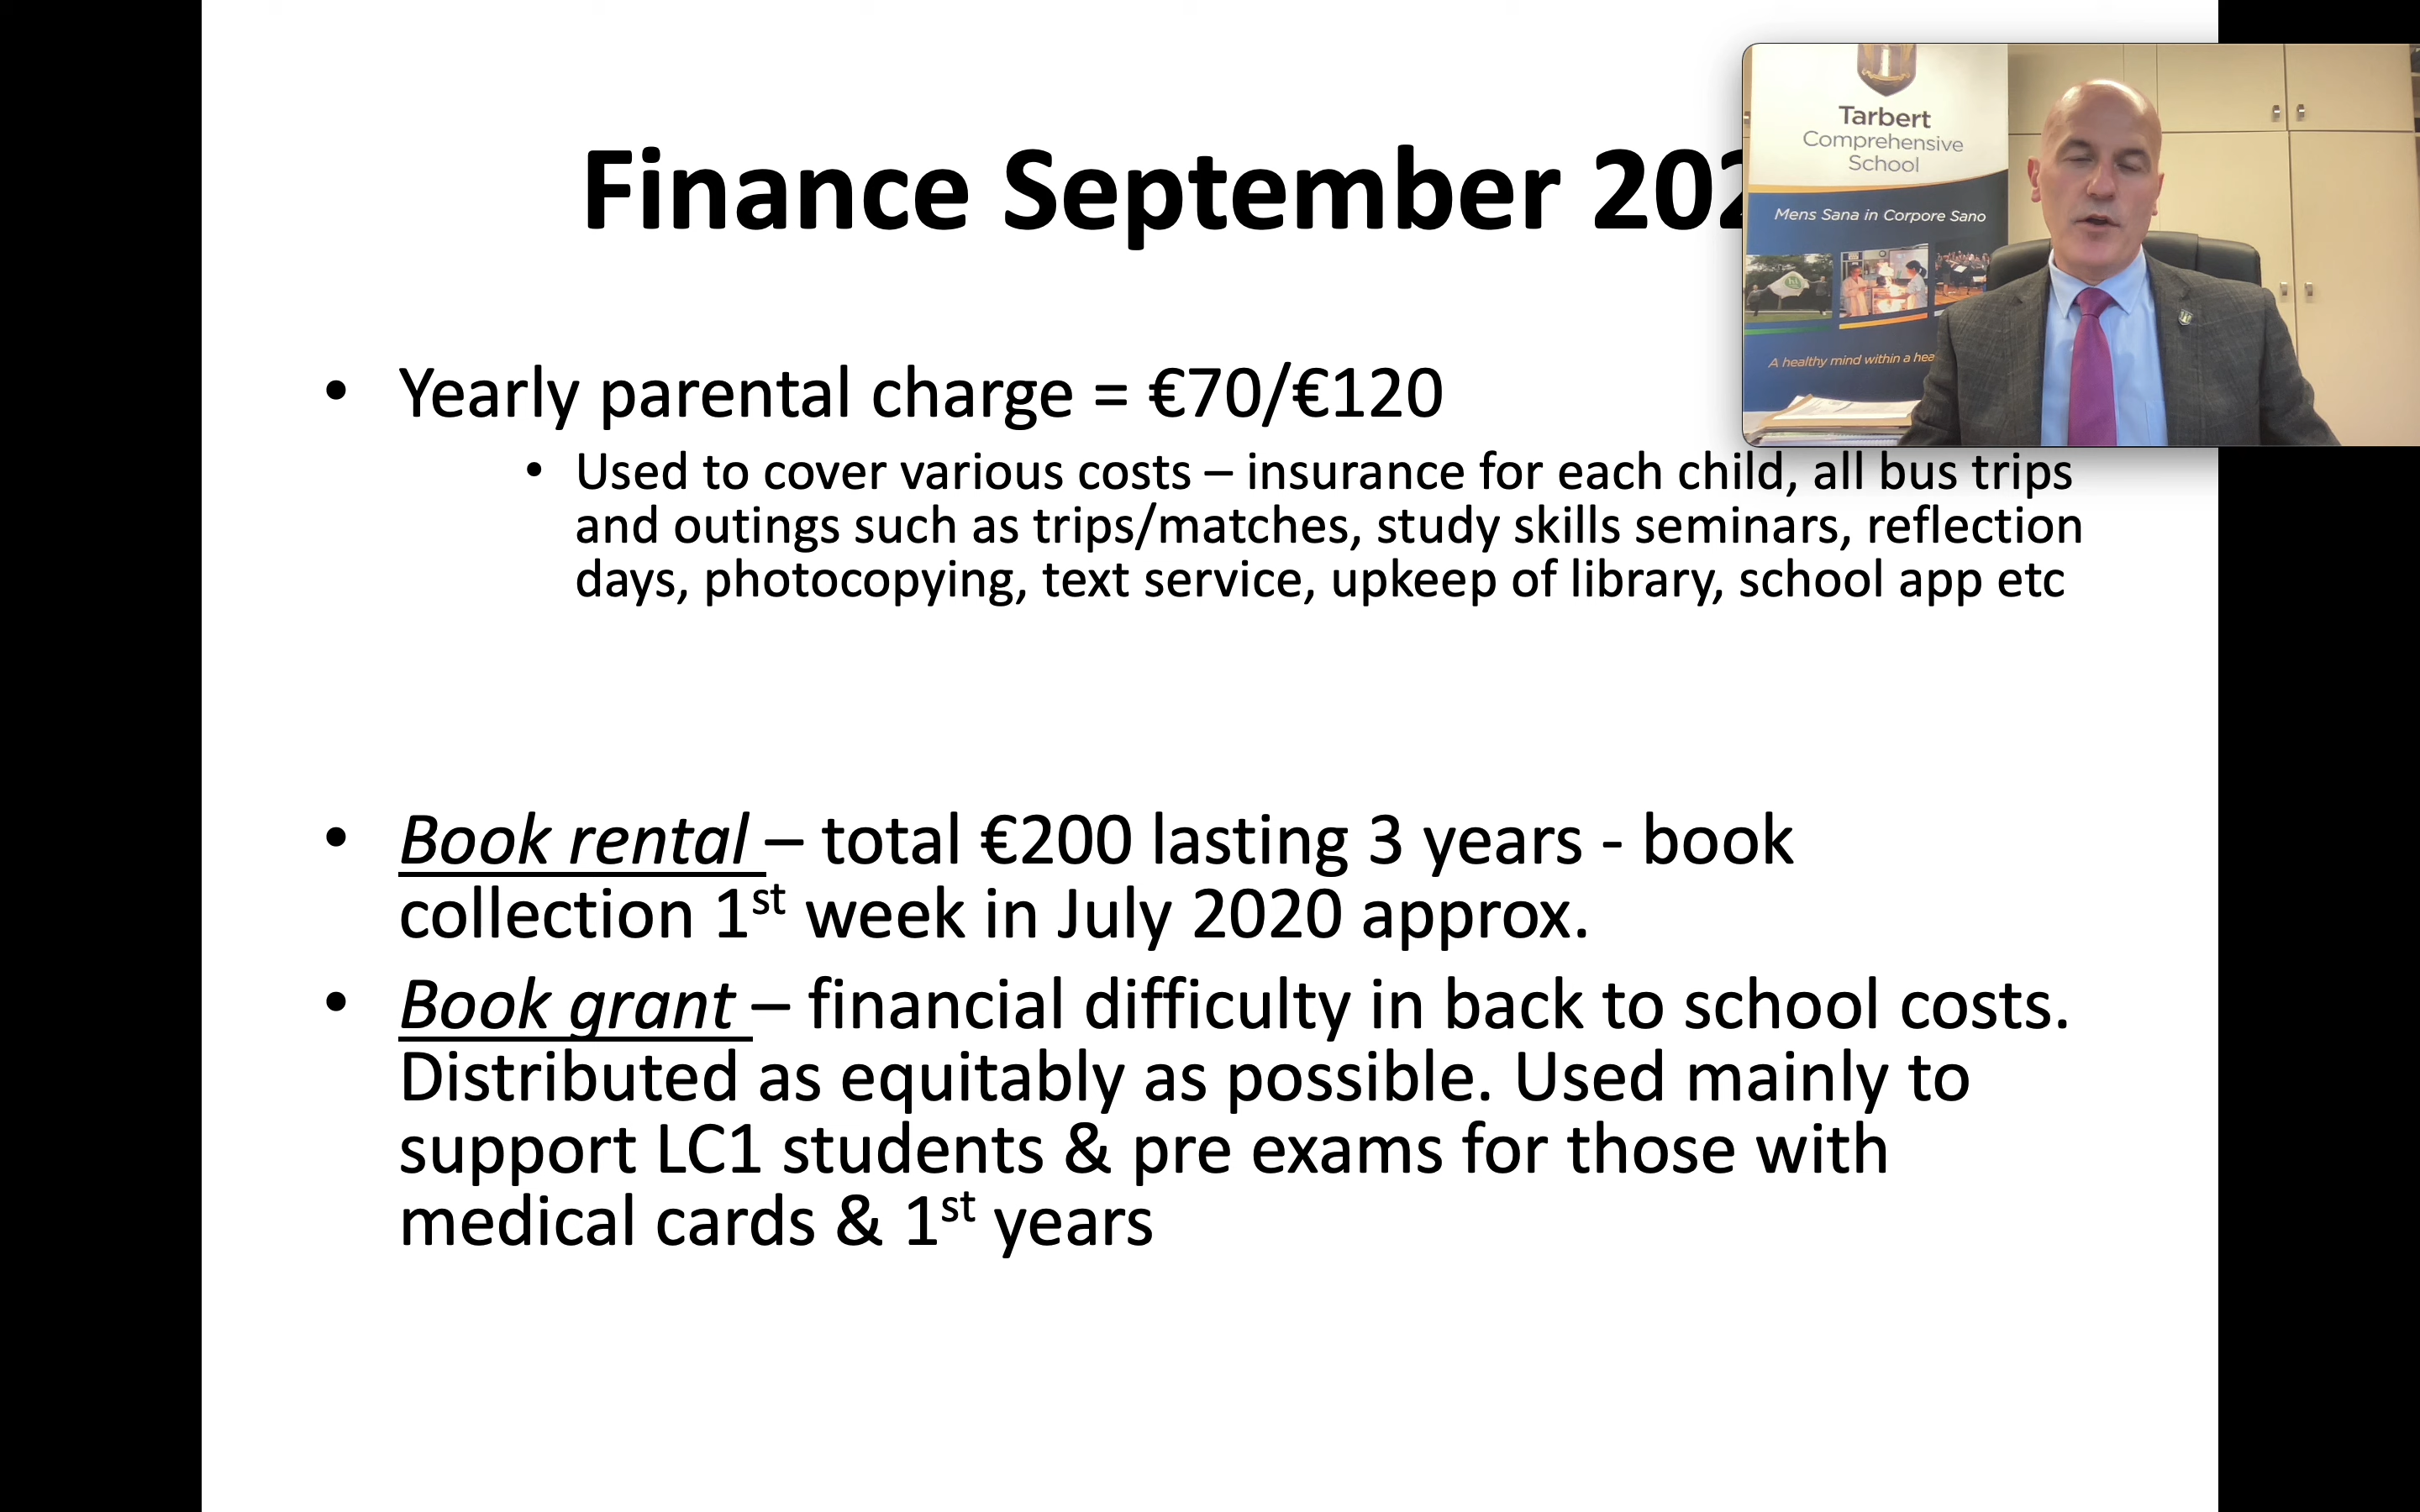 Finance September 202
Tarbert
Comprehensive
School
Mens Sana in Corpore Sano
A healthy mind within a hea
• Yearly parental charge = €70/€120
• Used to cover various costs – insurance for each child, all bus trips
and outings such as trips/matches, study skills seminars, reflection
days, photocopying, text service, upkeep of library, school app etc
• Book rental – total €200 lasting 3 years - book
collection 1st week in July 2020 approx.
• Book grant – financial difficulty in back to school costs.
Distributed as equitably as possible. Used mainly to
support LC1 students & pre exams for those with
medical cards & 1st years